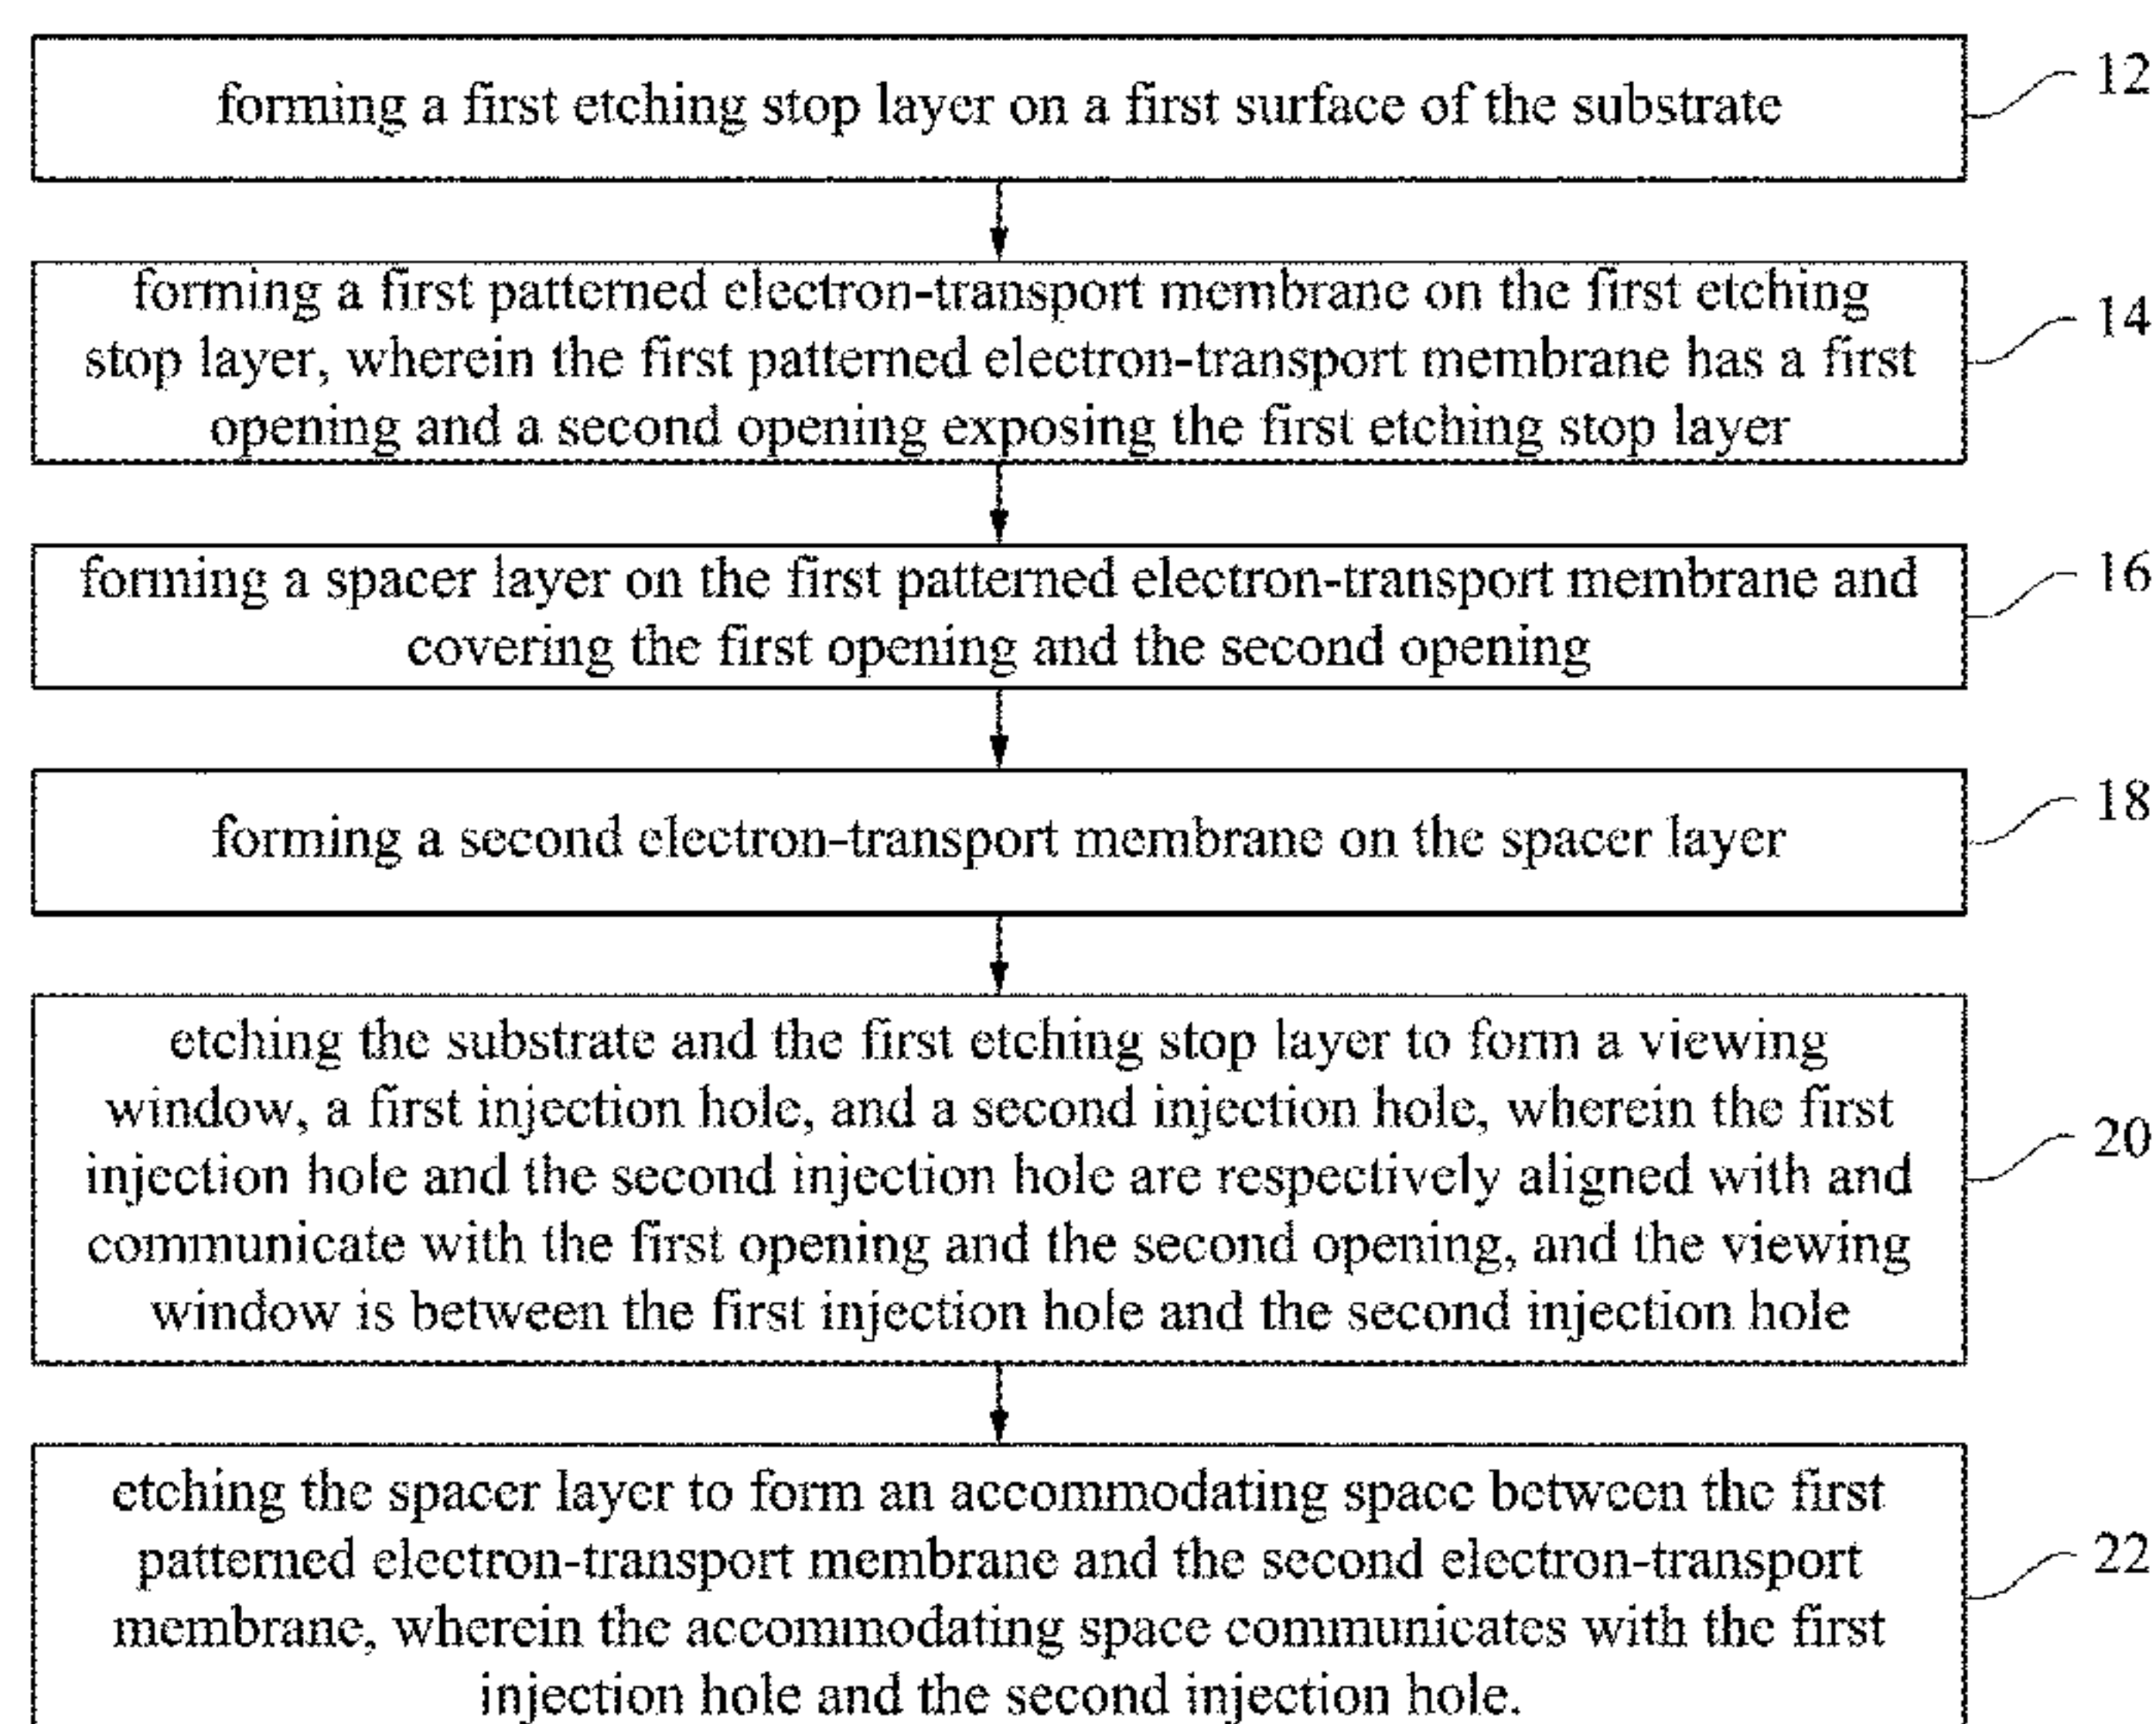 forming a first etching stop layer on a first surface of the substrate
12
forming a first patterned electron-transport membrane on the first etching
stop layer, wherein the first patterned electron-transport membrane has a first
opening and a second opening exposing the first etching stop layer
14
forming a spacer layer on the first patterned electron-transport membrane and
covering the first opening and the second opening
16
forming a second electron-transport membrane on the spacer layer
18
etching the substrate and the first etching stop layer to form a viewing
window, a first injection hole, and a second injection hole, wherein the first
injection hole and the second injection hole are respectively aligned with and
communicate with the first opening and the second opening, and the viewing
window is between the first injection hole and the second injection hole
20
etching the spacer layer to form an accommodating space between the first
patterned electron-transport membrane and the second electron-transport
membrane, wherein the accommodating space communicates with the first
injection hole and the second injection hole.
22